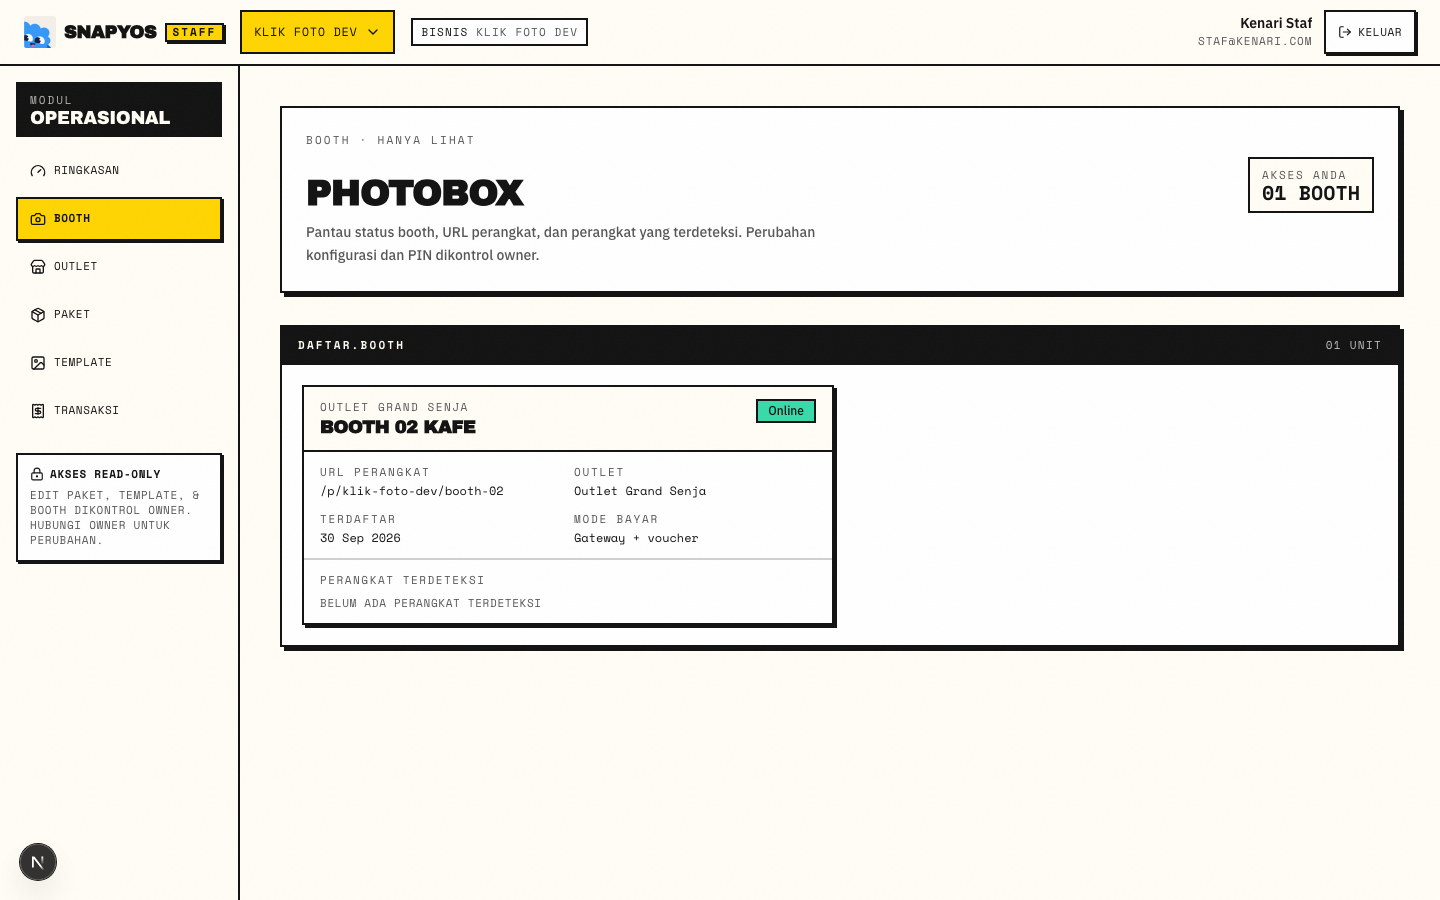 SNAPYOS
STAFF
KLIK FOTO DEV
BISNIS KLIK FOTO DEV
Kenari Staf
STAF@KENARI.COM
KELUAR
MODUL
OPERASIONAL
RINGKASAN
BOOTH
OUTLET
PAKET
TEMPLATE
TRANSAKSI
AKSES READ-ONLY
EDIT PAKET, TEMPLATE, &
BOOTH DIKONTROL OWNER.
HUBUNGI OWNER UNTUK
PERUBAHAN.
N
BOOTH · HANYA LIHAT
PHOTOBOX
Pantau status booth, URL perangkat, dan perangkat yang terdeteksi. Perubahan
konfigurasi dan PIN dikontrol owner.
AKSES ANDA
01 BOOTH
DAFTAR.BOOTH
01 UNIT
OUTLET GRAND SENJA
BOOTH 02 KAFE
Online
URL PERANGKAT
/p/klik-foto-dev/booth-02
OUTLET
Outlet Grand Senja
TERDAFTAR
30 Sep 2026
MODE BAYAR
Gateway + voucher
PERANGKAT TERDETEKSI
BELUM ADA PERANGKAT TERDETEKSI